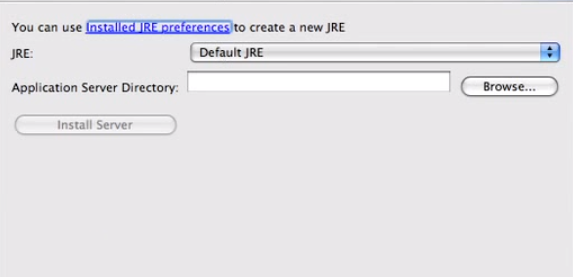 You can use Installed JRE preferences to create a new JRE
JRE: Default JRE
Application Server Directory: Browse...
Install Server